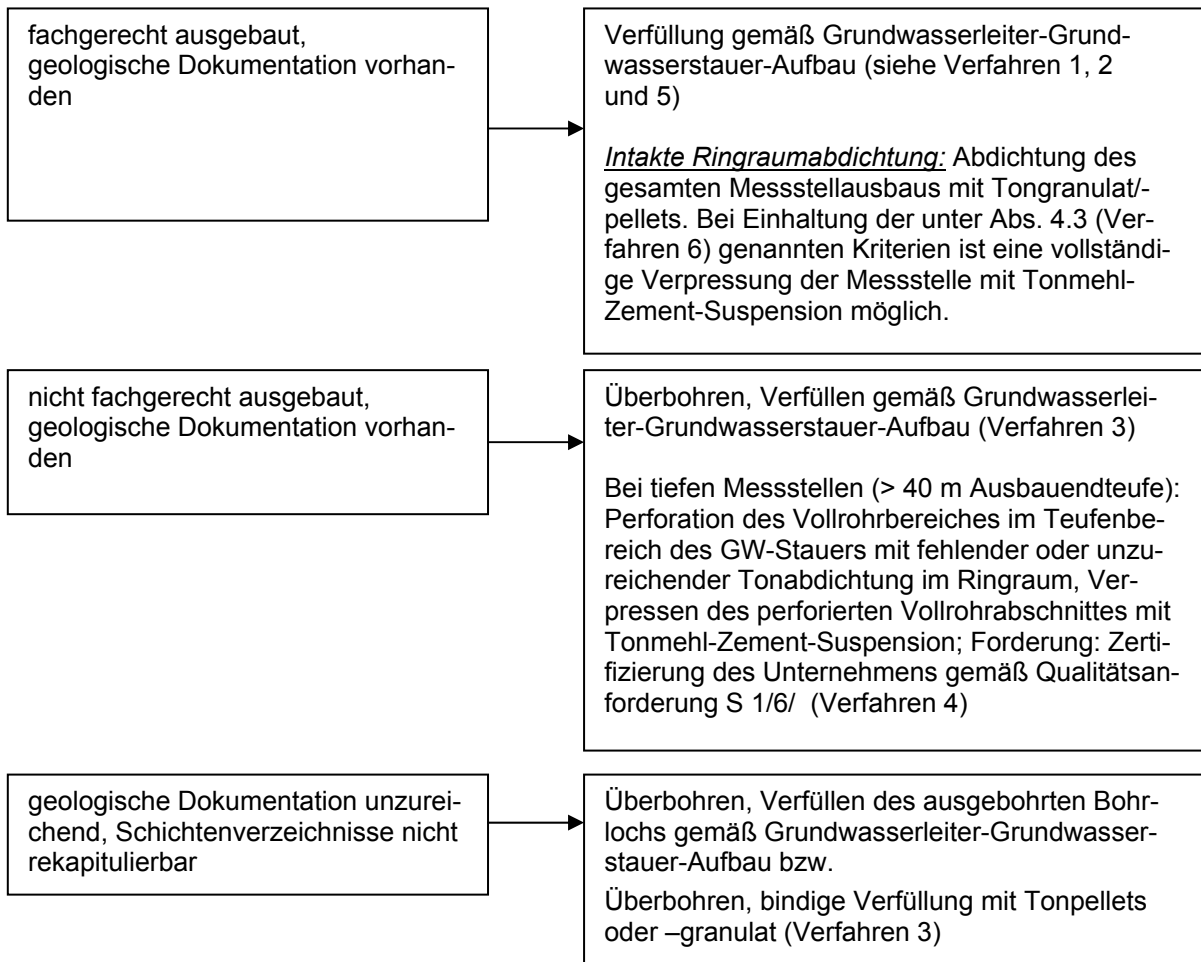 fachgerecht ausgebaut,
geologische Dokumentation vorhan-
den
Verfüllung gemäß Grundwasserleiter-Grund-
wasserstauer-Aufbau (siehe Verfahren 1, 2
und 5)
Intakte Ringraumabdichtung: Abdichtung des
gesamten Messstellausbaus mit Tongranulat/-
pellets. Bei Einhaltung der unter Abs. 4.3 (Ver-
fahren 6) genannten Kriterien ist eine vollständi-
ge Verpressung der Messstelle mit Tonmehl-
Zement-Suspension möglich.
nicht fachgerecht ausgebaut,
geologische Dokumentation vorhan-
den
Überbohren, Verfüllen gemäß Grundwasserlei-
ter-Grundwasserstauer-Aufbau (Verfahren 3)
Bei tiefen Messstellen (> 40 m Ausbauendteufe):
Perforation des Vollrohrbereiches im Teufenbe-
reich des GW-Stauers mit fehlender oder unzu-
reichender Tonabdichtung im Ringraum, Ver-
pressen des perforierten Vollrohrabschnittes mit
Tonmehl-Zement-Suspension; Forderung: Zerti-
fizierung des Unternehmens gemäß Qualitätsan-
forderung S 1/6/ (Verfahren 4)
geologische Dokumentation unzurei-
chend, Schichtenverzeichnisse nicht
rekapitulierbar
Überbohren, Verfüllen des ausgebohrten Bohr-
lochs gemäß Grundwasserleiter-Grundwasser-
stauer-Aufbau bzw.
Überbohren, bindige Verfüllung mit Tonpellets
oder –granulat (Verfahren 3)